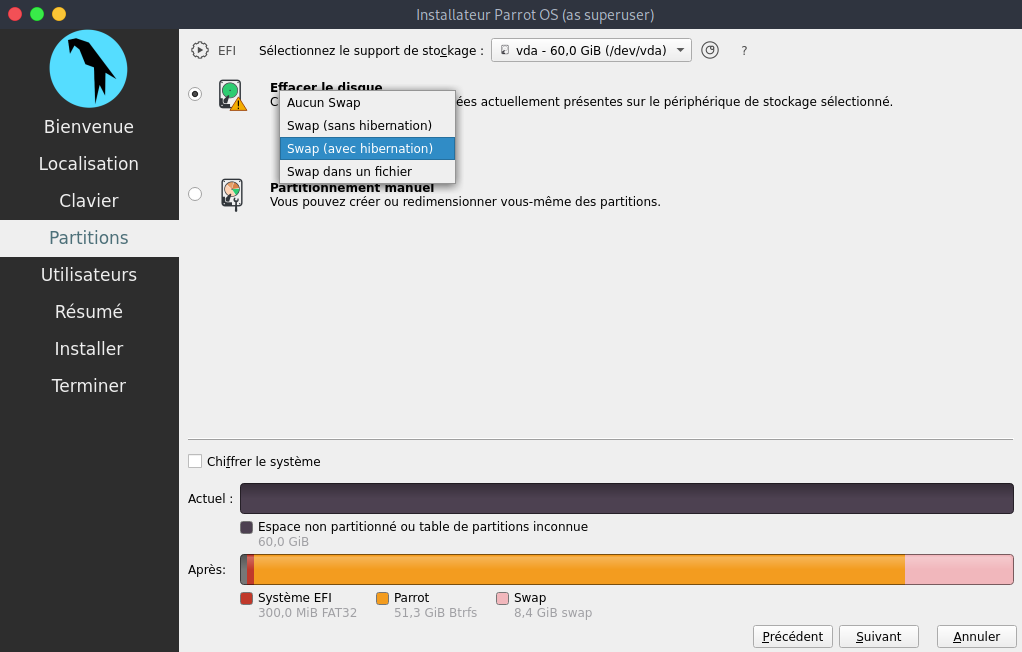 Installateur Parrot OS (as superuser)
EFI Sélectionnez le support de stockage : vda - 60,0 GiB (/dev/vda) ?
Effacer le disque
ées actuellement présentes sur le périphérique de stockage sélectionné.
Aucun Swap
Swap (sans hibernation)
Swap (avec hibernation)
Swap dans un fichier
Partitionnement manuel
Vous pouvez créer ou redimensionner vous-même des partitions.
Bienvenue
Localisation
Clavier
Partitions
Utilisateurs
Résumé
Installer
Terminer
Chiffrer le système
Actuel :
Espace non partitionné ou table de partitions inconnue
60,0 GiB
Après:
Système EFI Parrot Swap
300,0 MiB FAT32 51,3 GiB Btrfs 8,4 GiB swap
Précédent Suivant Annuler